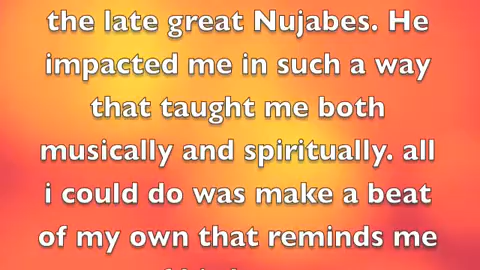 the late great Nujabes. He
impacted me in such a way
that taught me both
musically and spiritually. all
i could do was make a beat
of my own that reminds me